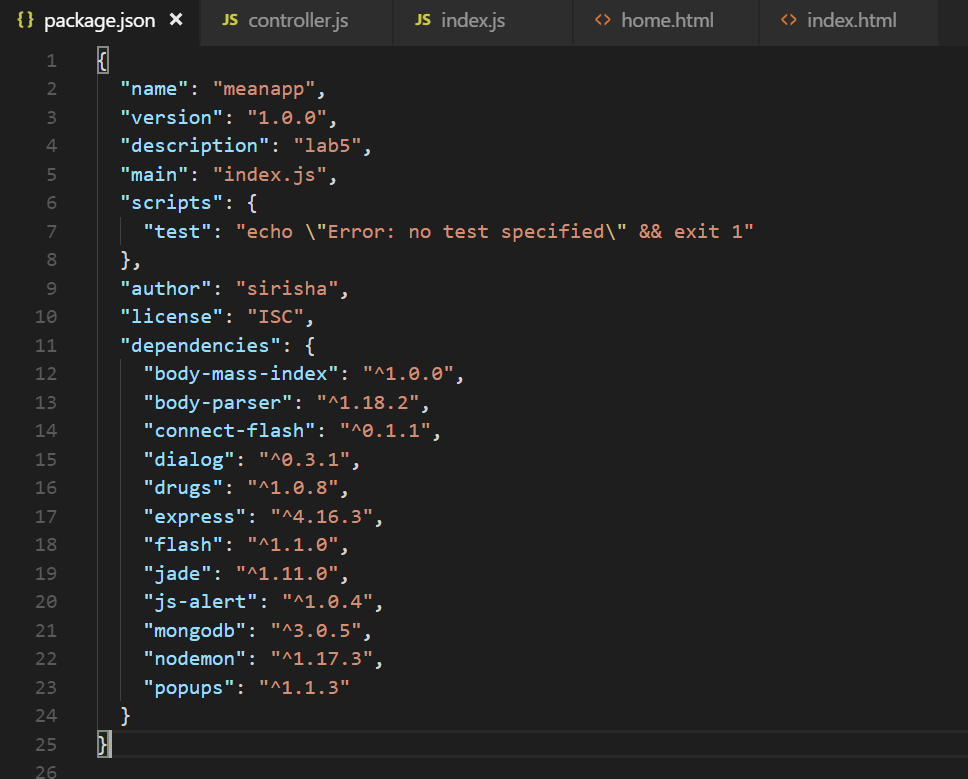 {} package.json × JS controller.js JS index.js <> home.html <> index.html
1 {
2 "name": "meanapp",
3 "version": "1.0.0",
4 "description": "lab5",
5 "main": "index.js",
6 "scripts": {
7 "test": "echo \"Error: no test specified\" && exit 1"
8 },
9 "author": "sirisha",
10 "license": "ISC",
11 "dependencies": {
12 "body-mass-index": "^1.0.0",
13 "body-parser": "^1.18.2",
14 "connect-flash": "^0.1.1",
15 "dialog": "^0.3.1",
16 "drugs": "^1.0.8",
17 "express": "^4.16.3",
18 "flash": "^1.1.0",
19 "jade": "^1.11.0",
20 "js-alert": "^1.0.4",
21 "mongodb": "^3.0.5",
22 "nodemon": "^1.17.3",
23 "popups": "^1.1.3"
24 }
25 }
26